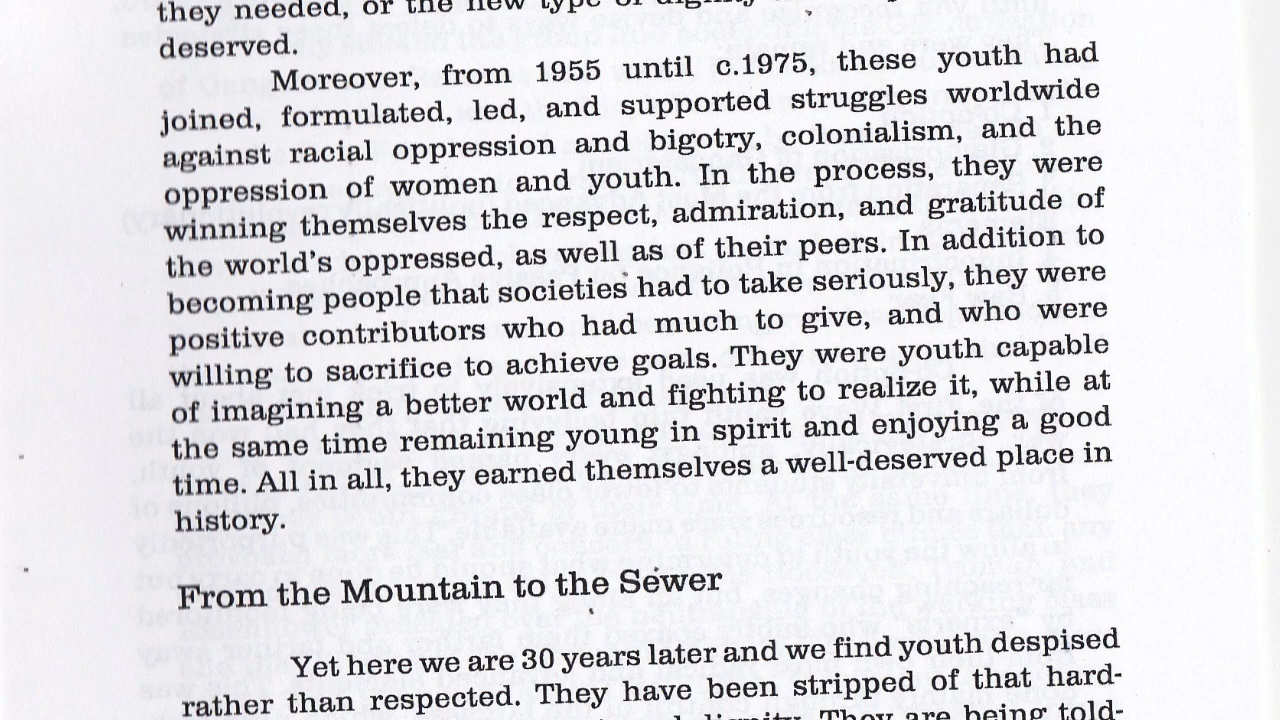 they needed, or the new type of dignity
deserved.
Moreover, from 1955 until c.1975, these youth had
joined, formulated, led, and supported struggles worldwide
against racial oppression and bigotry, colonialism, and the
oppression of women and youth. In the process, they were
winning themselves the respect, admiration, and gratitude of
the world's oppressed, as well as of their peers. In addition to
becoming people that societies had to take seriously, they were
positive contributors who had much to give, and who were
willing to sacrifice to achieve goals. They were youth capable
of imagining a better world and fighting to realize it, while at
the same time remaining young in spirit and enjoying a good
time. All in all, they earned themselves a well-deserved place in
history.
From the Mountain to the Sewer
Yet here we are 30 years later and we find youth despised
rather than respected. They have been stripped of that hard-
dignity. They are being told-